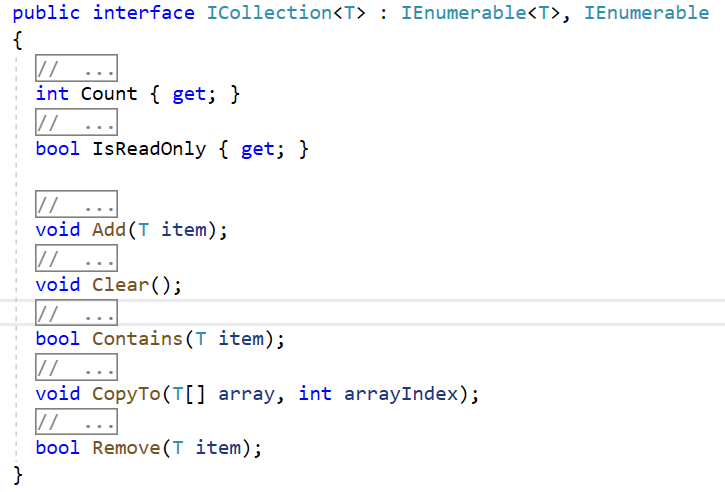 public interface ICollection<T> : IEnumerable<T>, IEnumerable
{
// ...
int Count { get; }
// ...
bool IsReadOnly { get; }
// ...
void Add(T item);
// ...
void Clear();
// ...
bool Contains(T item);
// ...
void CopyTo(T[] array, int arrayIndex);
// ...
bool Remove(T item);
}